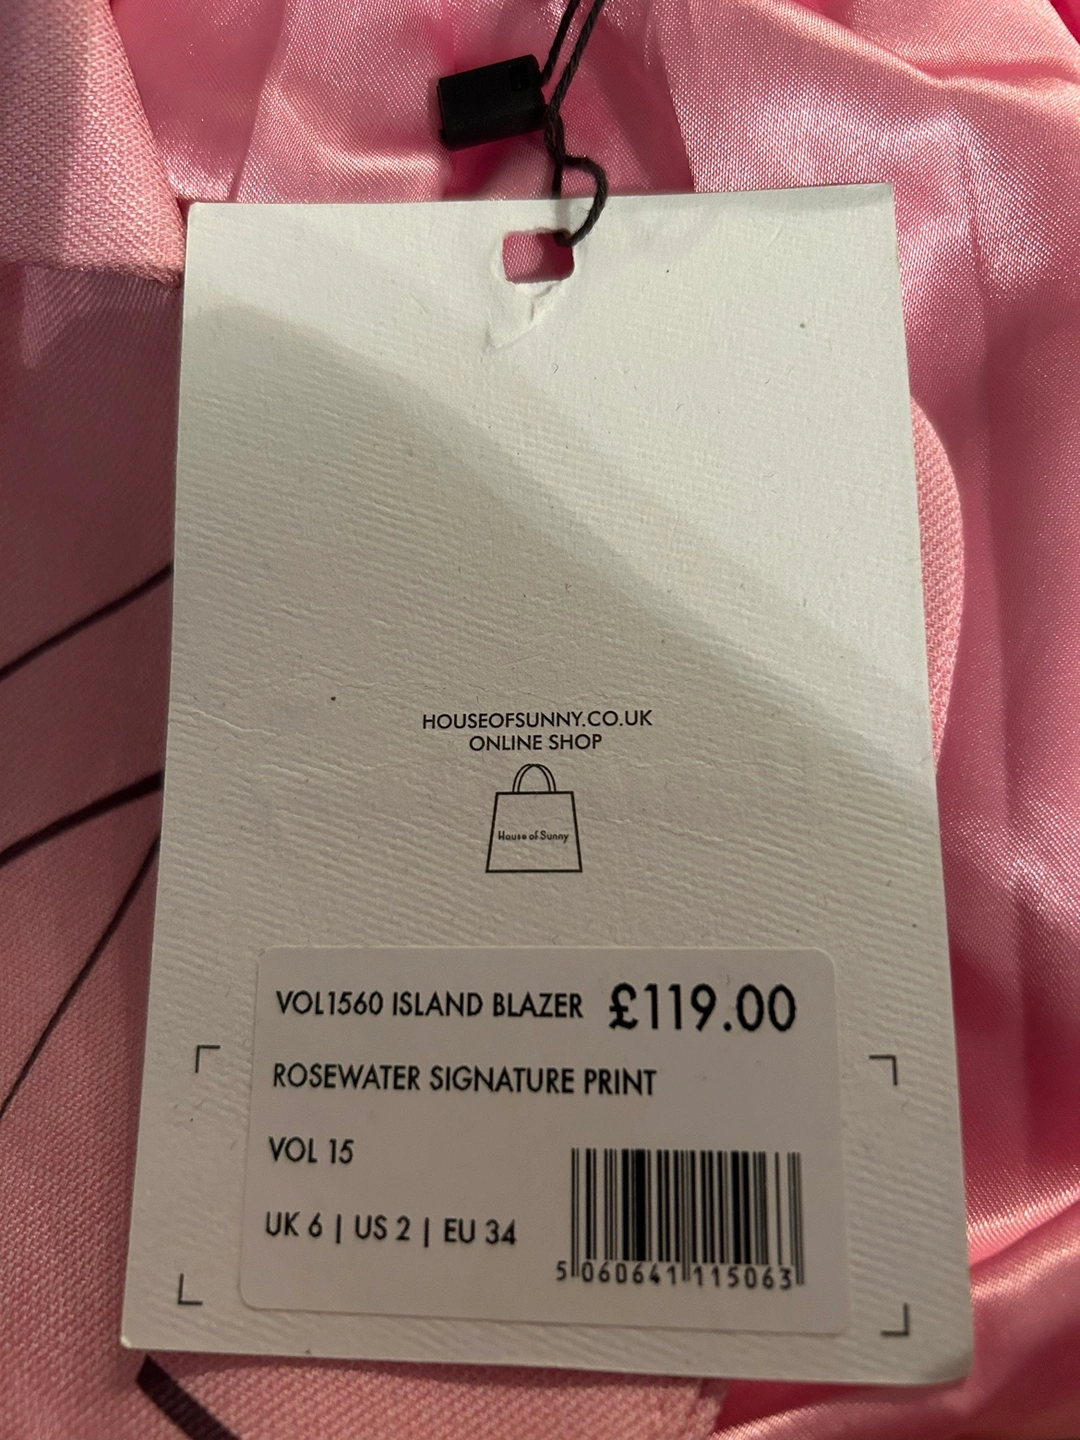 HOUSEOFSUNNY.CO.UK
ONLINE SHOP
House of Sunny
VOL1560 ISLAND BLAZER £119.00
ROSEWATER SIGNATURE PRINT
VOL 15
UK 6 | US 2 | EU 34
5 060641 115063